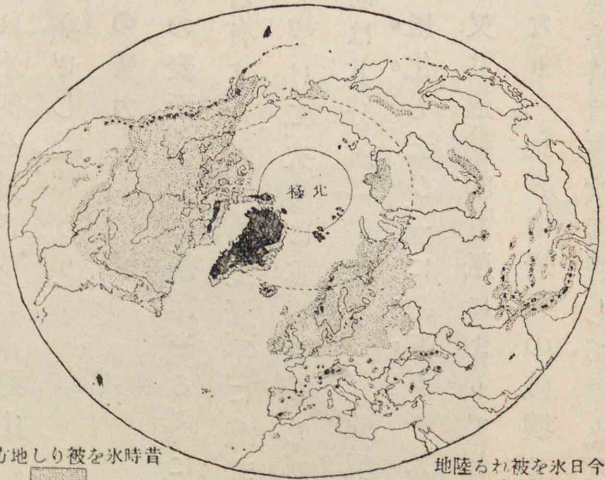 北極
今日氷を被れる陸地
昔時氷を被りし地方